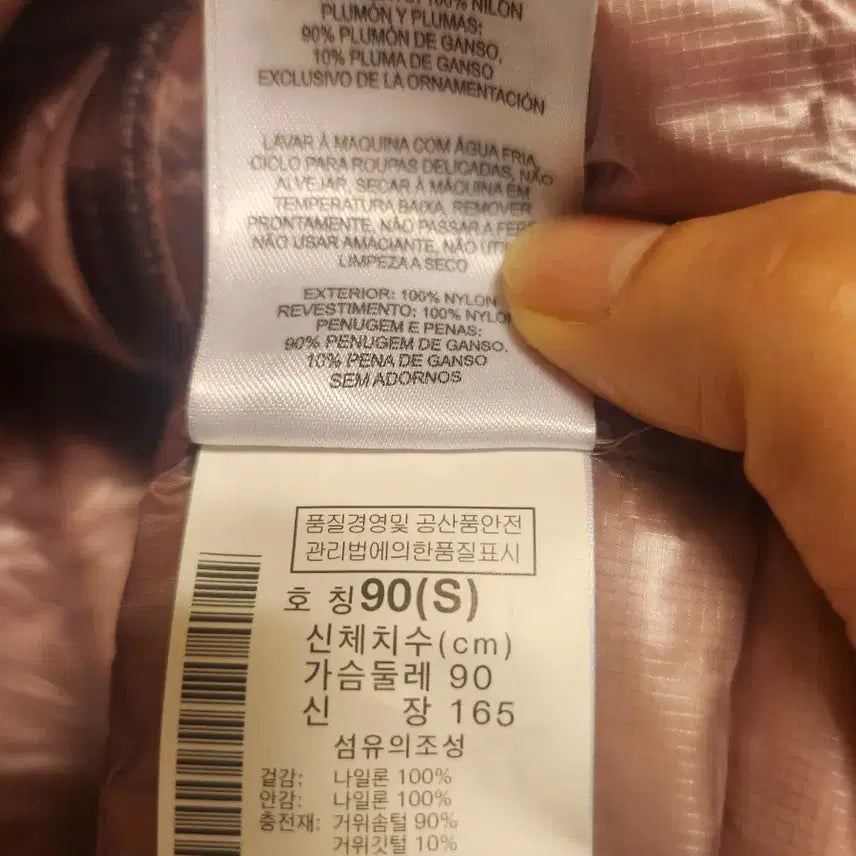 100% NILÓN
PLUMÓN Y PLUMAS:
90% PLUMÓN DE GANSO,
10% PLUMA DE GANSO
EXCLUSIVO DE LA ORNAMENTACIÓN
LAVAR À MAQUINA COM ÁGUA FRIA,
CICLO PARA ROUPAS DELICADAS, NÃO
ALVEJAR, SECAR À MÁQUINA EM
TEMPERATURA BAIXA, REMOVER
PRONTAMENTE, NÃO PASSAR A
NÃO USAR AMACIANTE, NÃO
LIMPEZA A SECO
EXTERIOR: 100% NYLON
REVESTIMENTO: 100%
PENUGEM E PENAS:
90% PENUGEM DE GANSO,
10% PENA DE GANSO
SEM ADORNOS
품질경영및 공산품안전
관리법에의한품질표시
호 칭 90(S)
신체치수(cm)
가슴둘레 90
신 장 165
섬유의조성
겉감: 나일론 100%
안감: 나일론 100%
충전재: 거위솜털 90%
거위깃털 10%